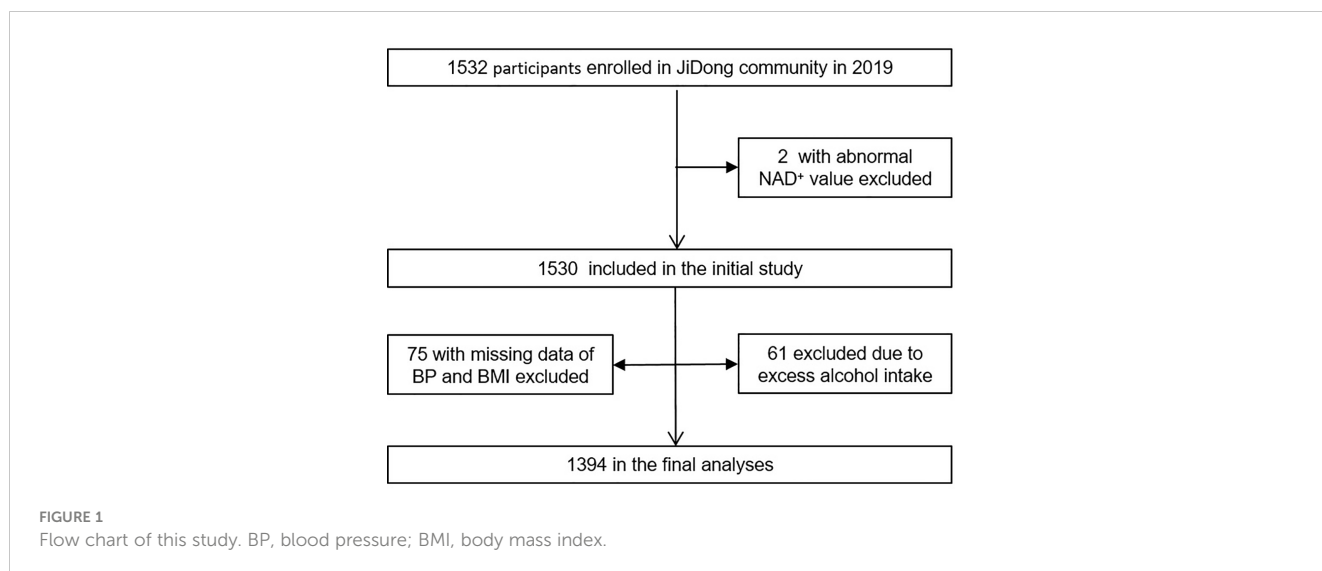 1532 participants enrolled in JiDong community in 2019
2 with abnormal
NAD⁺ value excluded
1530 included in the initial study
75 with missing data of
BP and BMI excluded
61 excluded due to
excess alcohol intake
1394 in the final analyses
FIGURE 1
Flow chart of this study. BP, blood pressure; BMI, body mass index.